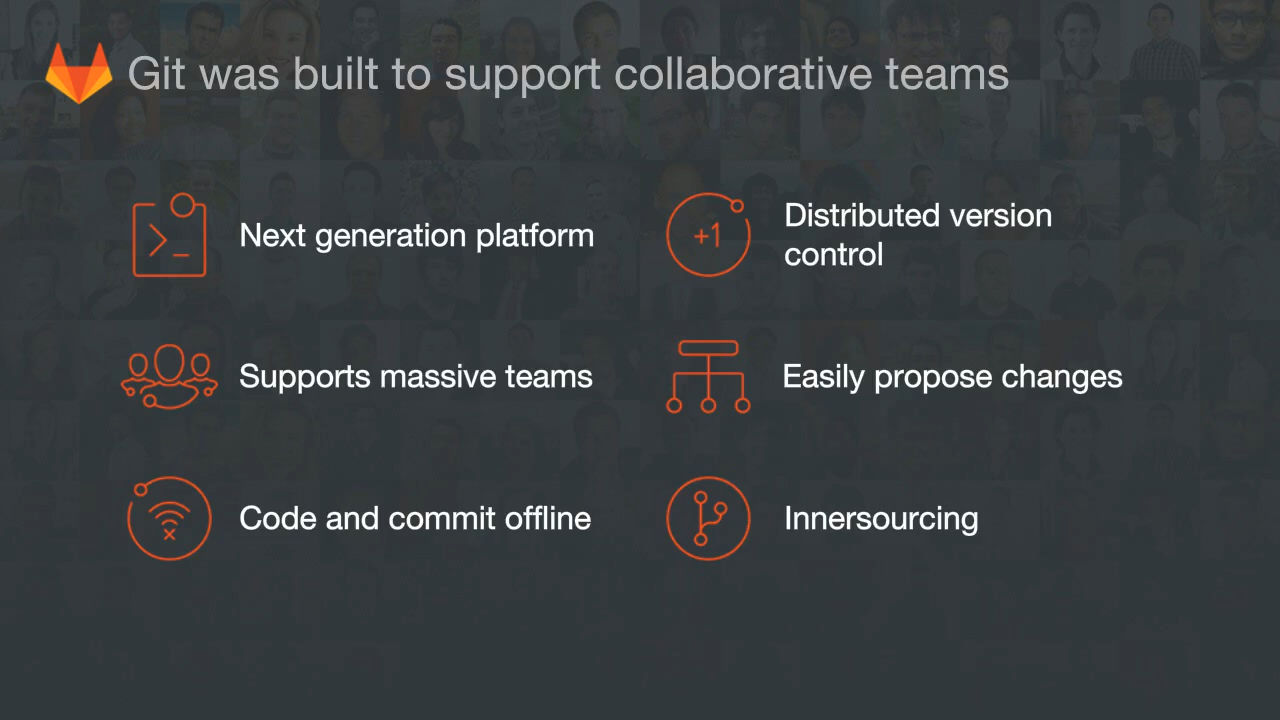 Git was built to support collaborative teams
Next generation platform
+1
Distributed version
control
Supports massive teams
Easily propose changes
Code and commit offline
Innersourcing